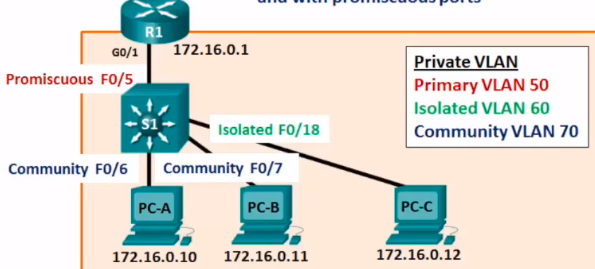 and with promiscuous ports
R1
G0/1
172.16.0.1
Promiscuous F0/5
Private VLAN
Primary VLAN 50
Isolated VLAN 60
Community VLAN 70
S1
Isolated F0/18
Community F0/6
Community F0/7
PC-A
PC-B
PC-C
172.16.0.10
172.16.0.11
172.16.0.12